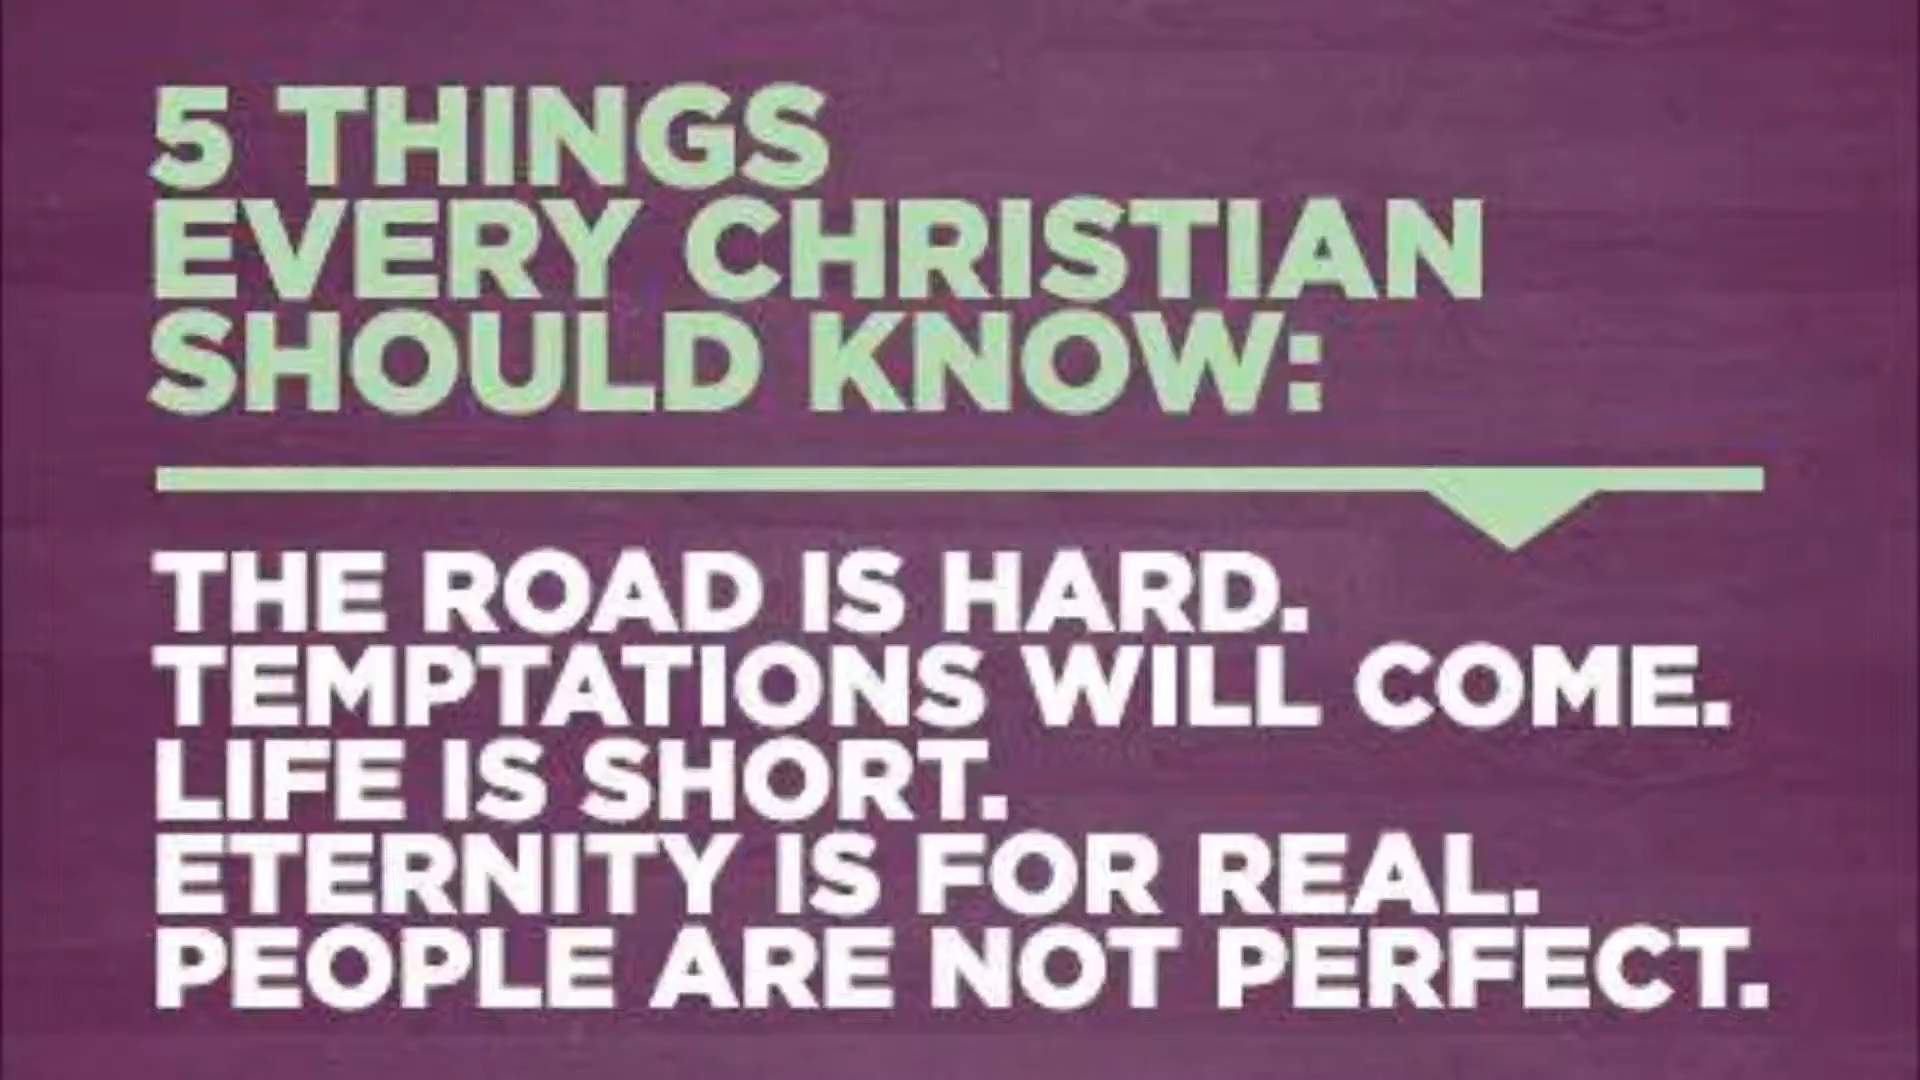 5 THINGS
EVERY CHRISTIAN
SHOULD KNOW:
THE ROAD IS HARD.
TEMPTATIONS WILL COME.
LIFE IS SHORT.
ETERNITY IS FOR REAL.
PEOPLE ARE NOT PERFECT.